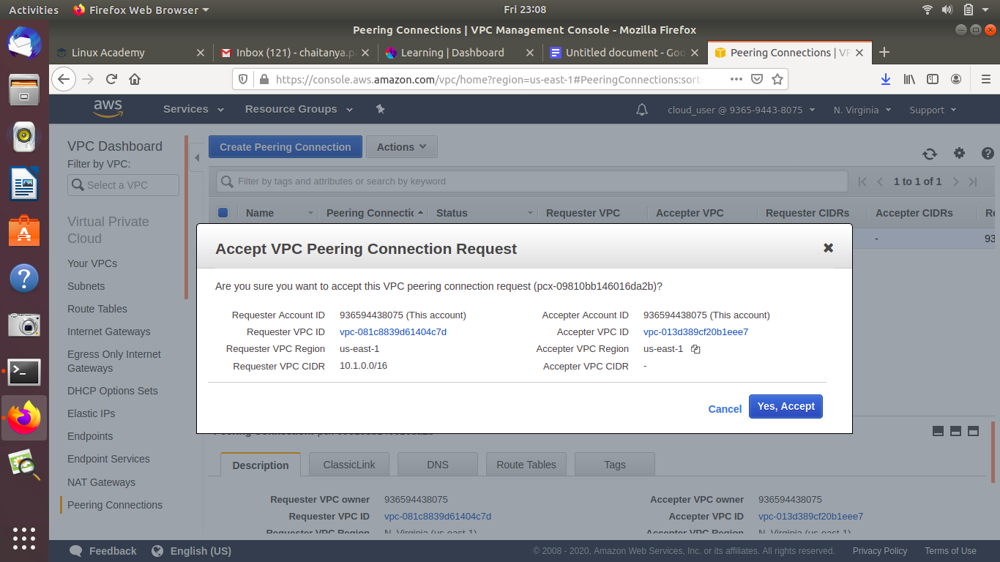 Activities
Firefox Web Browser
Fri 23:08
Peering Connections | VPC Management Console - Mozilla Firefox
Linux Academy
Inbox (121) - chaitanya.p
Learning | Dashboard
Untitled document - Goo
Peering Connections | VP
https://console.aws.amazon.com/vpc/home?region=us-east-1#PeeringConnections:sort
aws
Services
Resource Groups
cloud_user @ 9365-9443-8075
N. Virginia
Support
VPC Dashboard
Filter by VPC:
Select a VPC
Virtual Private
Cloud
Your VPCs
Subnets
Route Tables
Internet Gateways
Egress Only Internet
Gateways
DHCP Options Sets
Elastic IPs
Endpoints
Endpoint Services
NAT Gateways
Peering Connections
Create Peering Connection
Actions
Filter by tags and attributes or search by keyword
1 to 1 of 1
Name
Peering Connectic
Status
Requester VPC
Accepter VPC
Requester CIDRs
Accepter CIDRs
-
93
Accept VPC Peering Connection Request
Are you sure you want to accept this VPC peering connection request (pcx-09810bb146016da2b)?
Requester Account ID 936594438075 (This account)
Requester VPC ID vpc-081c8839d61404c7d
Requester VPC Region us-east-1
Requester VPC CIDR 10.1.0.0/16
Accepter Account ID 936594438075 (This account)
Accepter VPC ID vpc-013d389cf20b1eee7
Accepter VPC Region us-east-1
Accepter VPC CIDR -
Cancel
Yes, Accept
Description
ClassicLink
DNS
Route Tables
Tags
Requester VPC owner 936594438075
Requester VPC ID vpc-081c8839d61404c7d
Requester VPC Region N. Virginia (us-east-1)
Accepter VPC owner 936594438075
Accepter VPC ID vpc-013d389cf20b1eee7
Accepter VPC Region N. Virginia (us-east-1)
Feedback
English (US)
© 2008 - 2020, Amazon Web Services, Inc. or its affiliates. All rights reserved.
Privacy Policy
Terms of Use